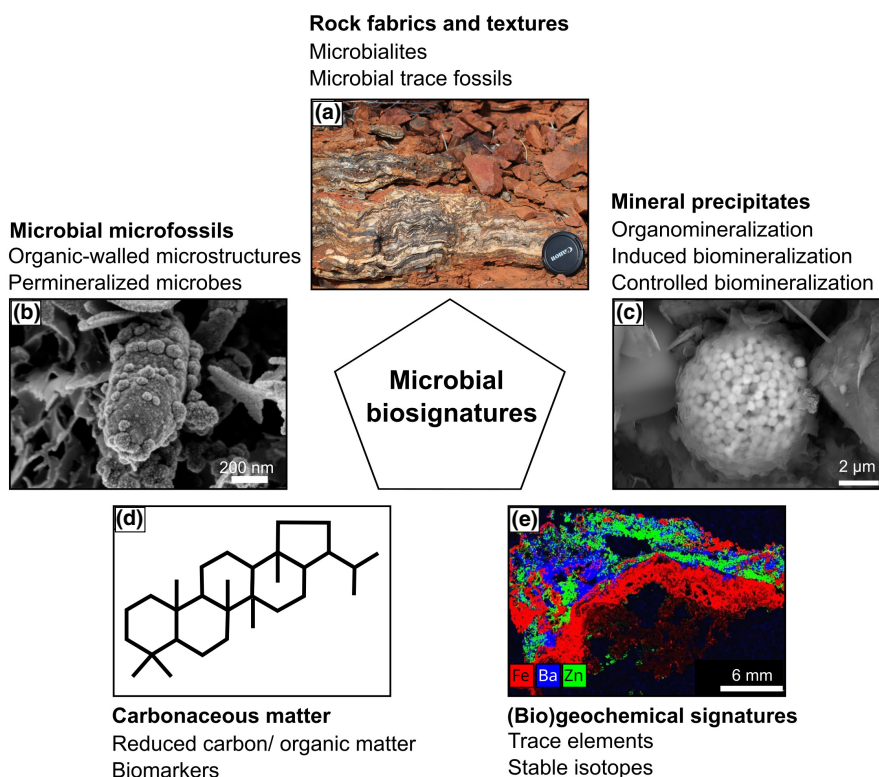 Rock fabrics and textures
Microbialites
Microbial trace fossils
(a)
Canon
Mineral precipitates
Organomineralization
Induced biomineralization
Controlled biomineralization
Microbial microfossils
Organic-walled microstructures
Permineralized microbes
(b)
200 nm
(c)
2 µm
Microbial
biosignatures
(d)
(e)
Fe Ba Zn
6 mm
Carbonaceous matter
Reduced carbon/ organic matter
Biomarkers
(Bio)geochemical signatures
Trace elements
Stable isotopes